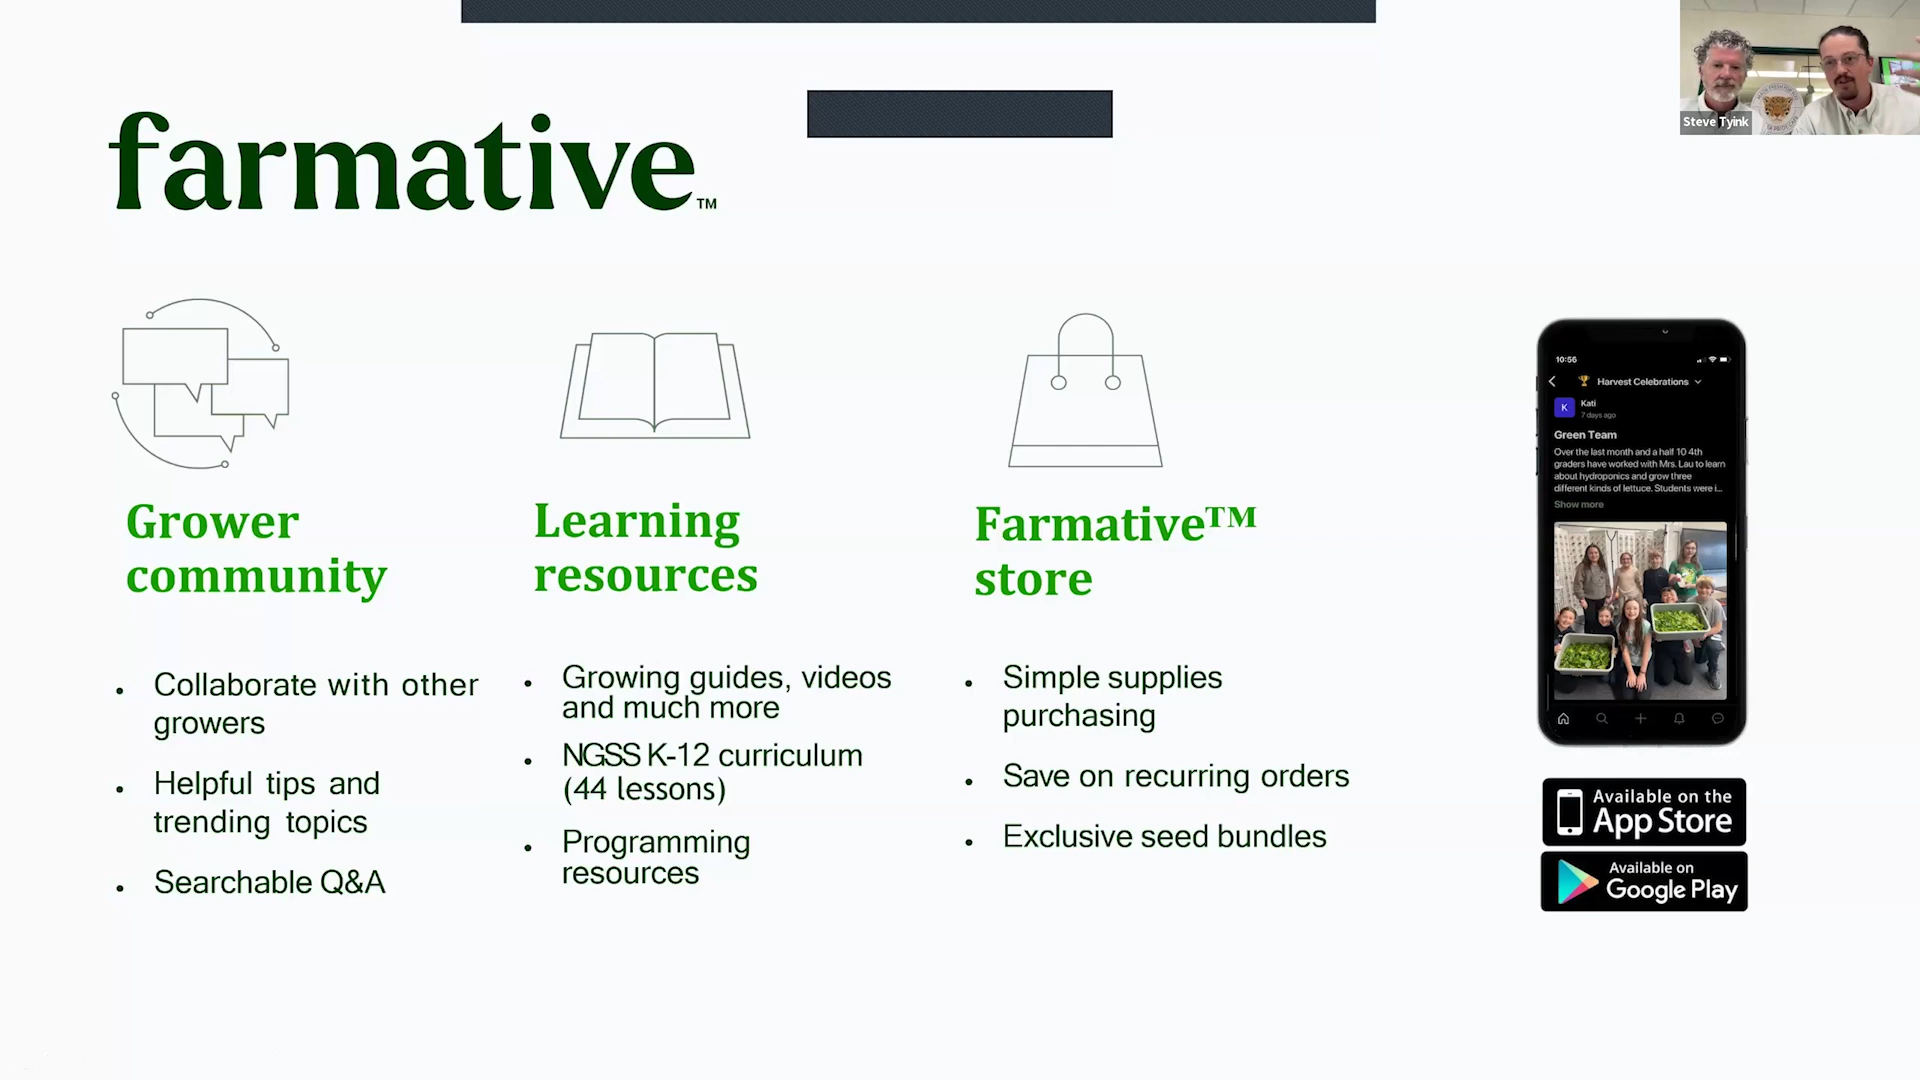 farmative™
Steve Tyink
Grower
community
Collaborate with other
growers
Helpful tips and
trending topics
Searchable Q&A
Learning
resources
Growing guides, videos
and much more
NGSS K-12 curriculum
(44 lessons)
Programming
resources
Farmative™
store
Simple supplies
purchasing
Save on recurring orders
Exclusive seed bundles
10:56
Harvest Celebrations
K
Kati
7 days ago
Green Team
Over the last month and a half 10 4th
graders have worked with Mrs. Lau to learn
about hydroponics and grow three
different kinds of lettuce. Students were i...
Show more
Available on the
App Store
Available on
Google Play